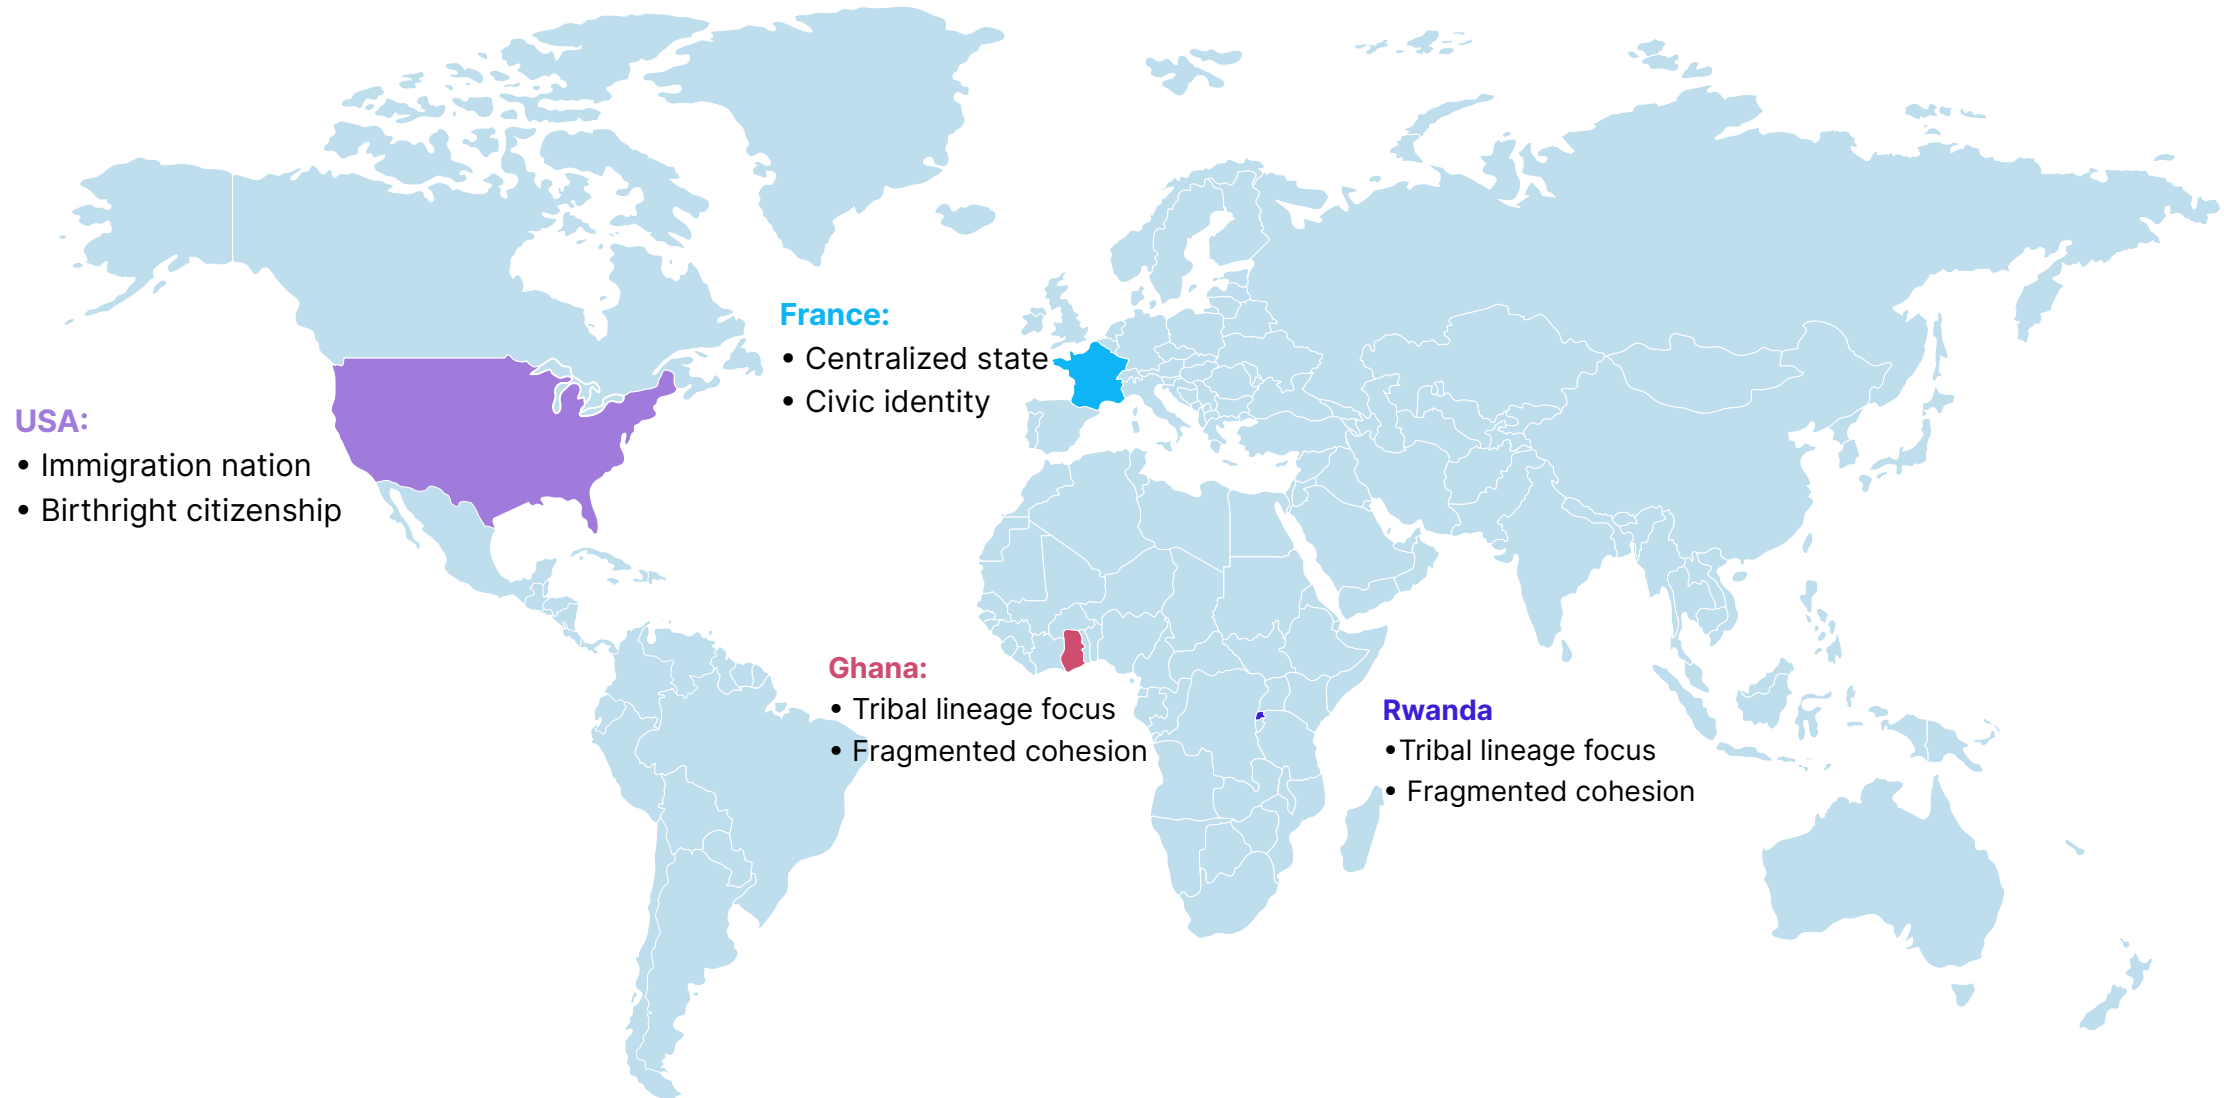 France:
• Centralized state
• Civic identity
USA:
• Immigration nation
• Birthright citizenship
Ghana:
• Tribal lineage focus
• Fragmented cohesion
Rwanda
•Tribal lineage focus
• Fragmented cohesion